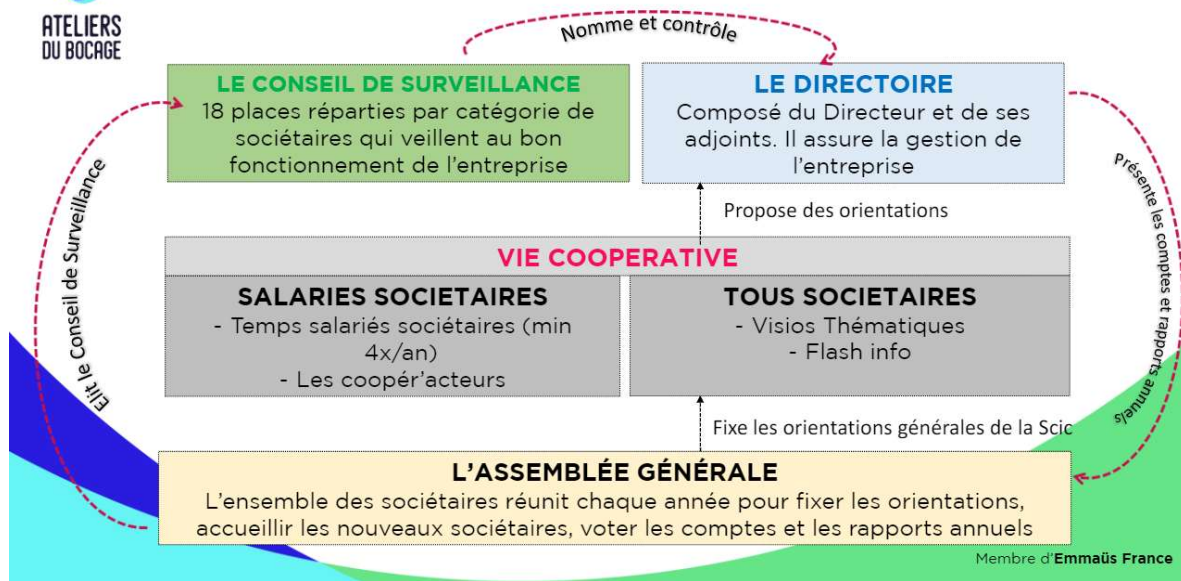 ATELIERS
DU BOCAGE
Nomme et contrôle
LE CONSEIL DE SURVEILLANCE
18 places réparties par catégorie de
sociétaires qui veillent au bon
fonctionnement de l'entreprise
LE DIRECTOIRE
Composé du Directeur et de ses
adjoints. Il assure la gestion de
l'entreprise
Elit le Conseil de Surveillance
Présente les comptes et rapports annuels
Propose des orientations
VIE COOPERATIVE
SALARIES SOCIETAIRES
- Temps salariés sociétaires (min
4x/an)
- Les coopér'acteurs
TOUS SOCIETAIRES
- Visios Thématiques
- Flash info
Fixe les orientations générales de la Scic
L'ASSEMBLÉE GÉNÉRALE
L'ensemble des sociétaires réunit chaque année pour fixer les orientations,
accueillir les nouveaux sociétaires, voter les comptes et les rapports annuels
Membre d'Emmaüs France